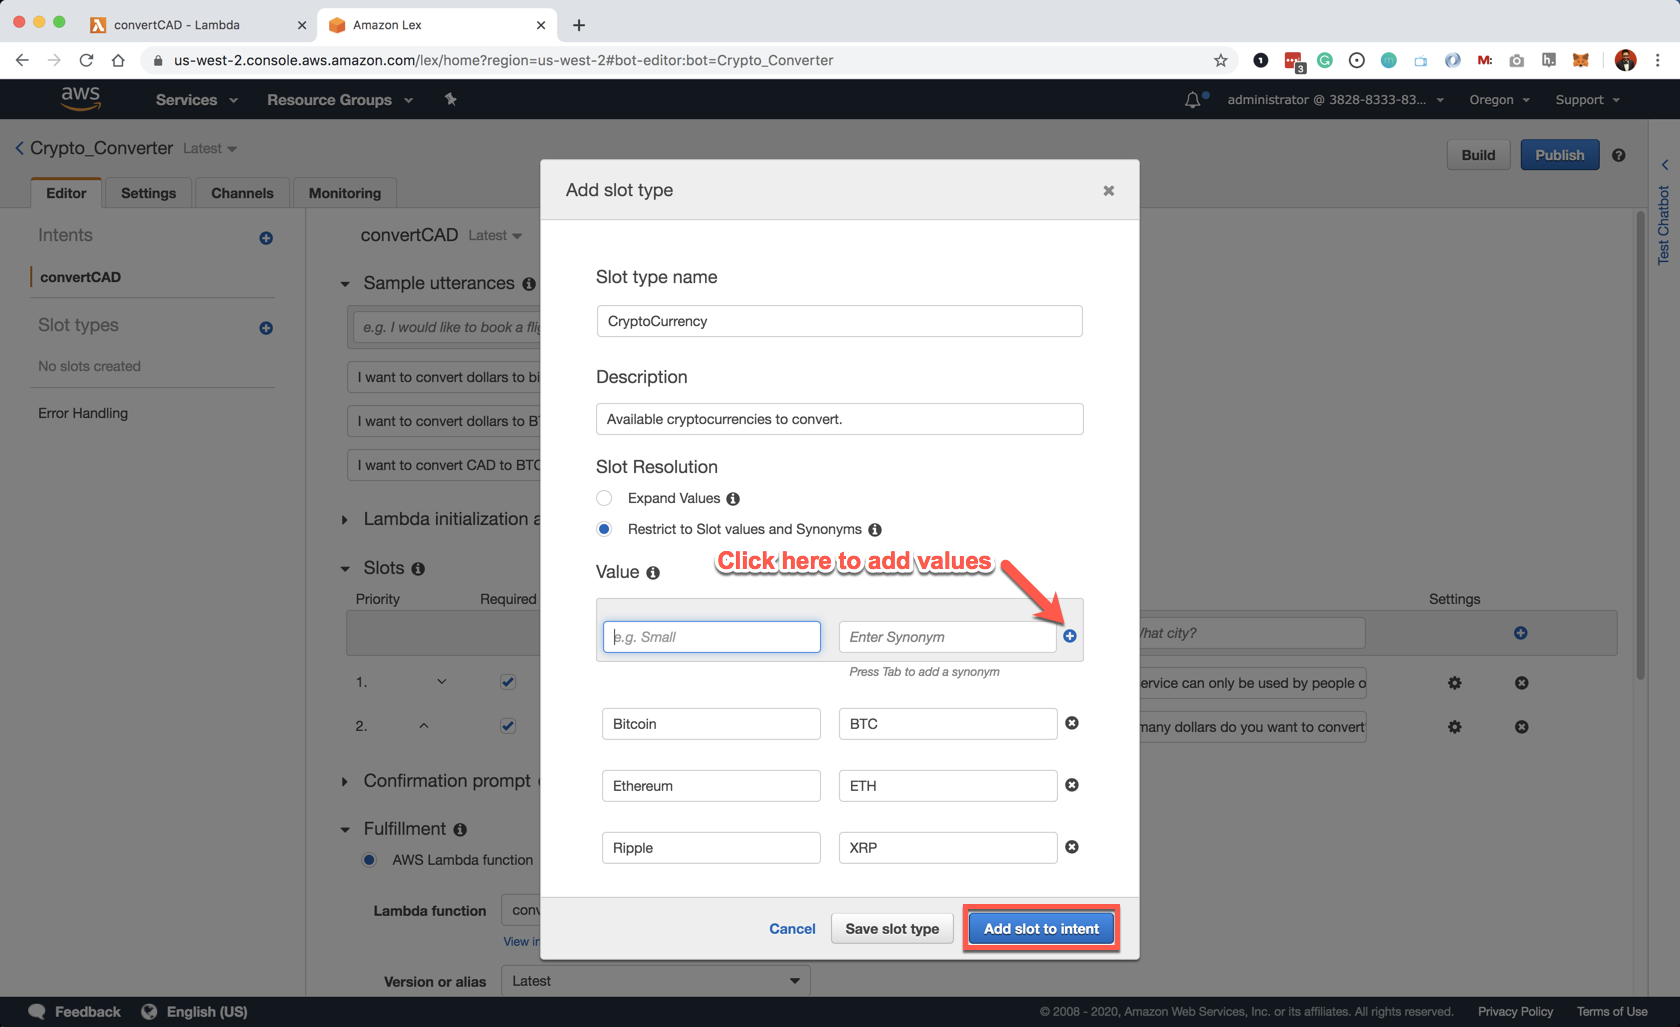 convertCAD - Lambda
Amazon Lex
us-west-2.console.aws.amazon.com/lex/home?region=us-west-2#bot-editor:bot=Crypto_Converter
3
M:
h.
aws
Services
Resource Groups
administrator @ 3828-8333-83...
Oregon
Support
Crypto_Converter
Latest
Build
Publish
Editor
Settings
Channels
Monitoring
Test Chatbot
Intents
convertCAD
Slot types
No slots created
Error Handling
convertCAD
Latest
Sample utterances
e.g. I would like to book a fli
I want to convert dollars to bi
I want to convert dollars to B
I want to convert CAD to BTC
Lambda initialization a
Slots
Priority
Required
Settings
hat city?
1.
ervice can only be used by people o
2.
many dollars do you want to convert
Confirmation prompt
Fulfillment
AWS Lambda function
Lambda function
conv
View in
Version or alias
Latest
Add slot type
Slot type name
CryptoCurrency
Description
Available cryptocurrencies to convert.
Slot Resolution
Expand Values
Restrict to Slot values and Synonyms
Click here to add values
Value
e.g. Small
Enter Synonym
Press Tab to add a synonym
Bitcoin
BTC
Ethereum
ETH
Ripple
XRP
Cancel
Save slot type
Add slot to intent
Feedback
English (US)
© 2008 - 2020, Amazon Web Services, Inc. or its affiliates. All rights reserved.
Privacy Policy
Terms of Use